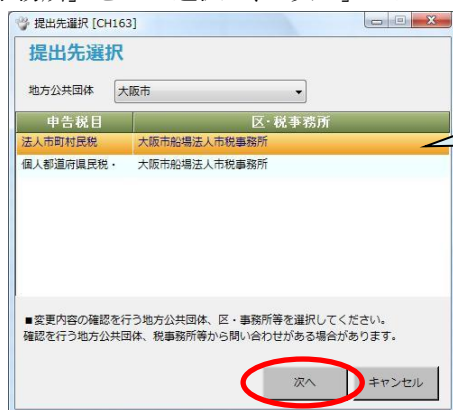 提出先選択 [CH163]
提出先選択
地方公共団体 大阪市
申告税目 区・税事務所
法人市町村民税 大阪市船場法人市税事務所
個人都道府県民税・ 大阪市船場法人市税事務所
■変更内容の確認を行う地方公共団体、区・事務所等を選択してください。
確認を行う地方公共団体、税事務所等から問い合わせがある場合があります。
次へ キャンセル